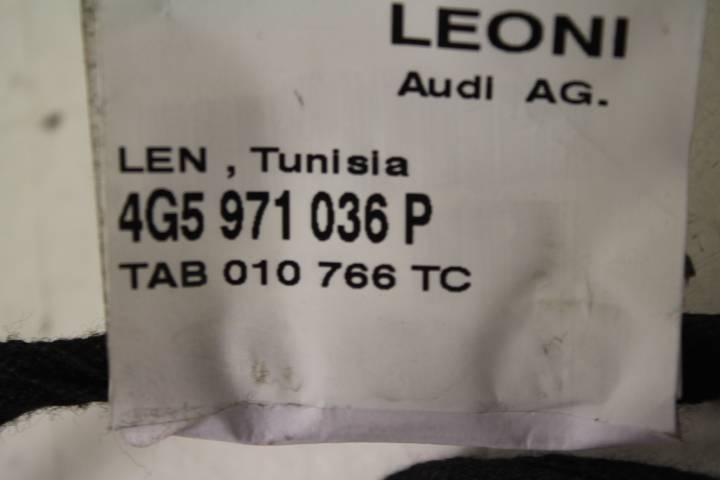 LEONI
Audi AG.
LEN , Tunisia
4G5 971 036 P
TAB 010 766 TC